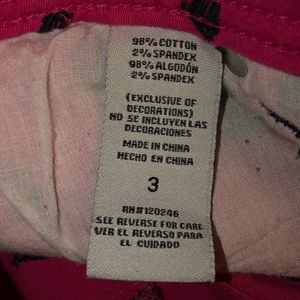 98% COTTON
2% SPANDEX
98% ALGODÓN
2% SPANDEX
(EXCLUSIVE OF
DECORATIONS)
NO SE INCLUYEN LAS
DECORACIONES
MADE IN CHINA
HECHO EN CHINA
3
RN#120246
SEE REVERSE FOR CARE
VER EL REVERSO PARA
EL CUIDADO